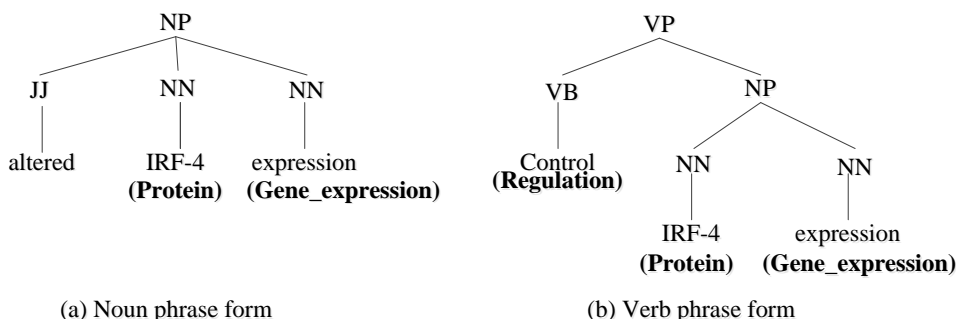 NP
VP
JJ NN NN
VB NP
altered IRF-4 expression
(Protein) (Gene_expression)
Control
(Regulation)
NN NN
IRF-4 expression
(Protein) (Gene_expression)
(a) Noun phrase form
(b) Verb phrase form